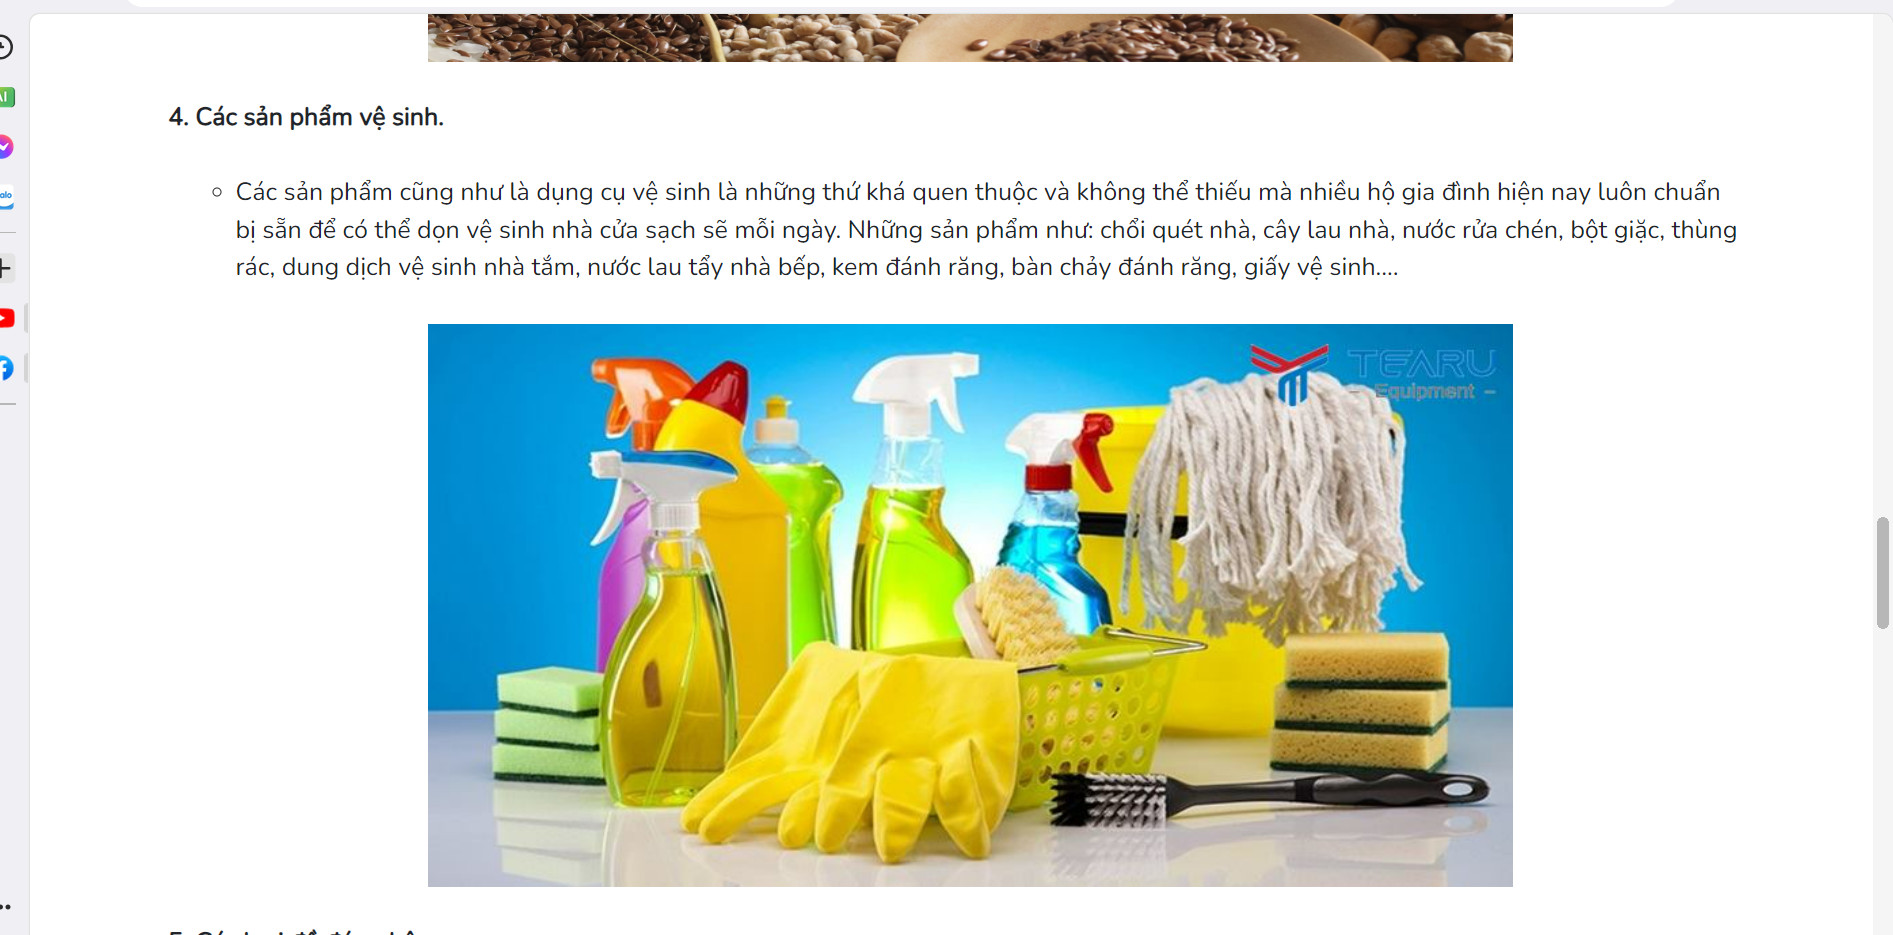 4. Các sản phẩm vệ sinh.
Các sản phẩm cũng như là dụng cụ vệ sinh là những thứ khá quen thuộc và không thể thiếu mà nhiều hộ gia đình hiện nay luôn chuẩn
bị sẵn để có thể dọn vệ sinh nhà cửa sạch sẽ mỗi ngày. Những sản phẩm như: chổi quét nhà, cây lau nhà, nước rửa chén, bột giặc, thùng
rác, dung dịch vệ sinh nhà tắm, nước lau tẩy nhà bếp, kem đánh răng, bàn chảy đánh răng, giấy vệ sinh....
TEARU
- Equipment -